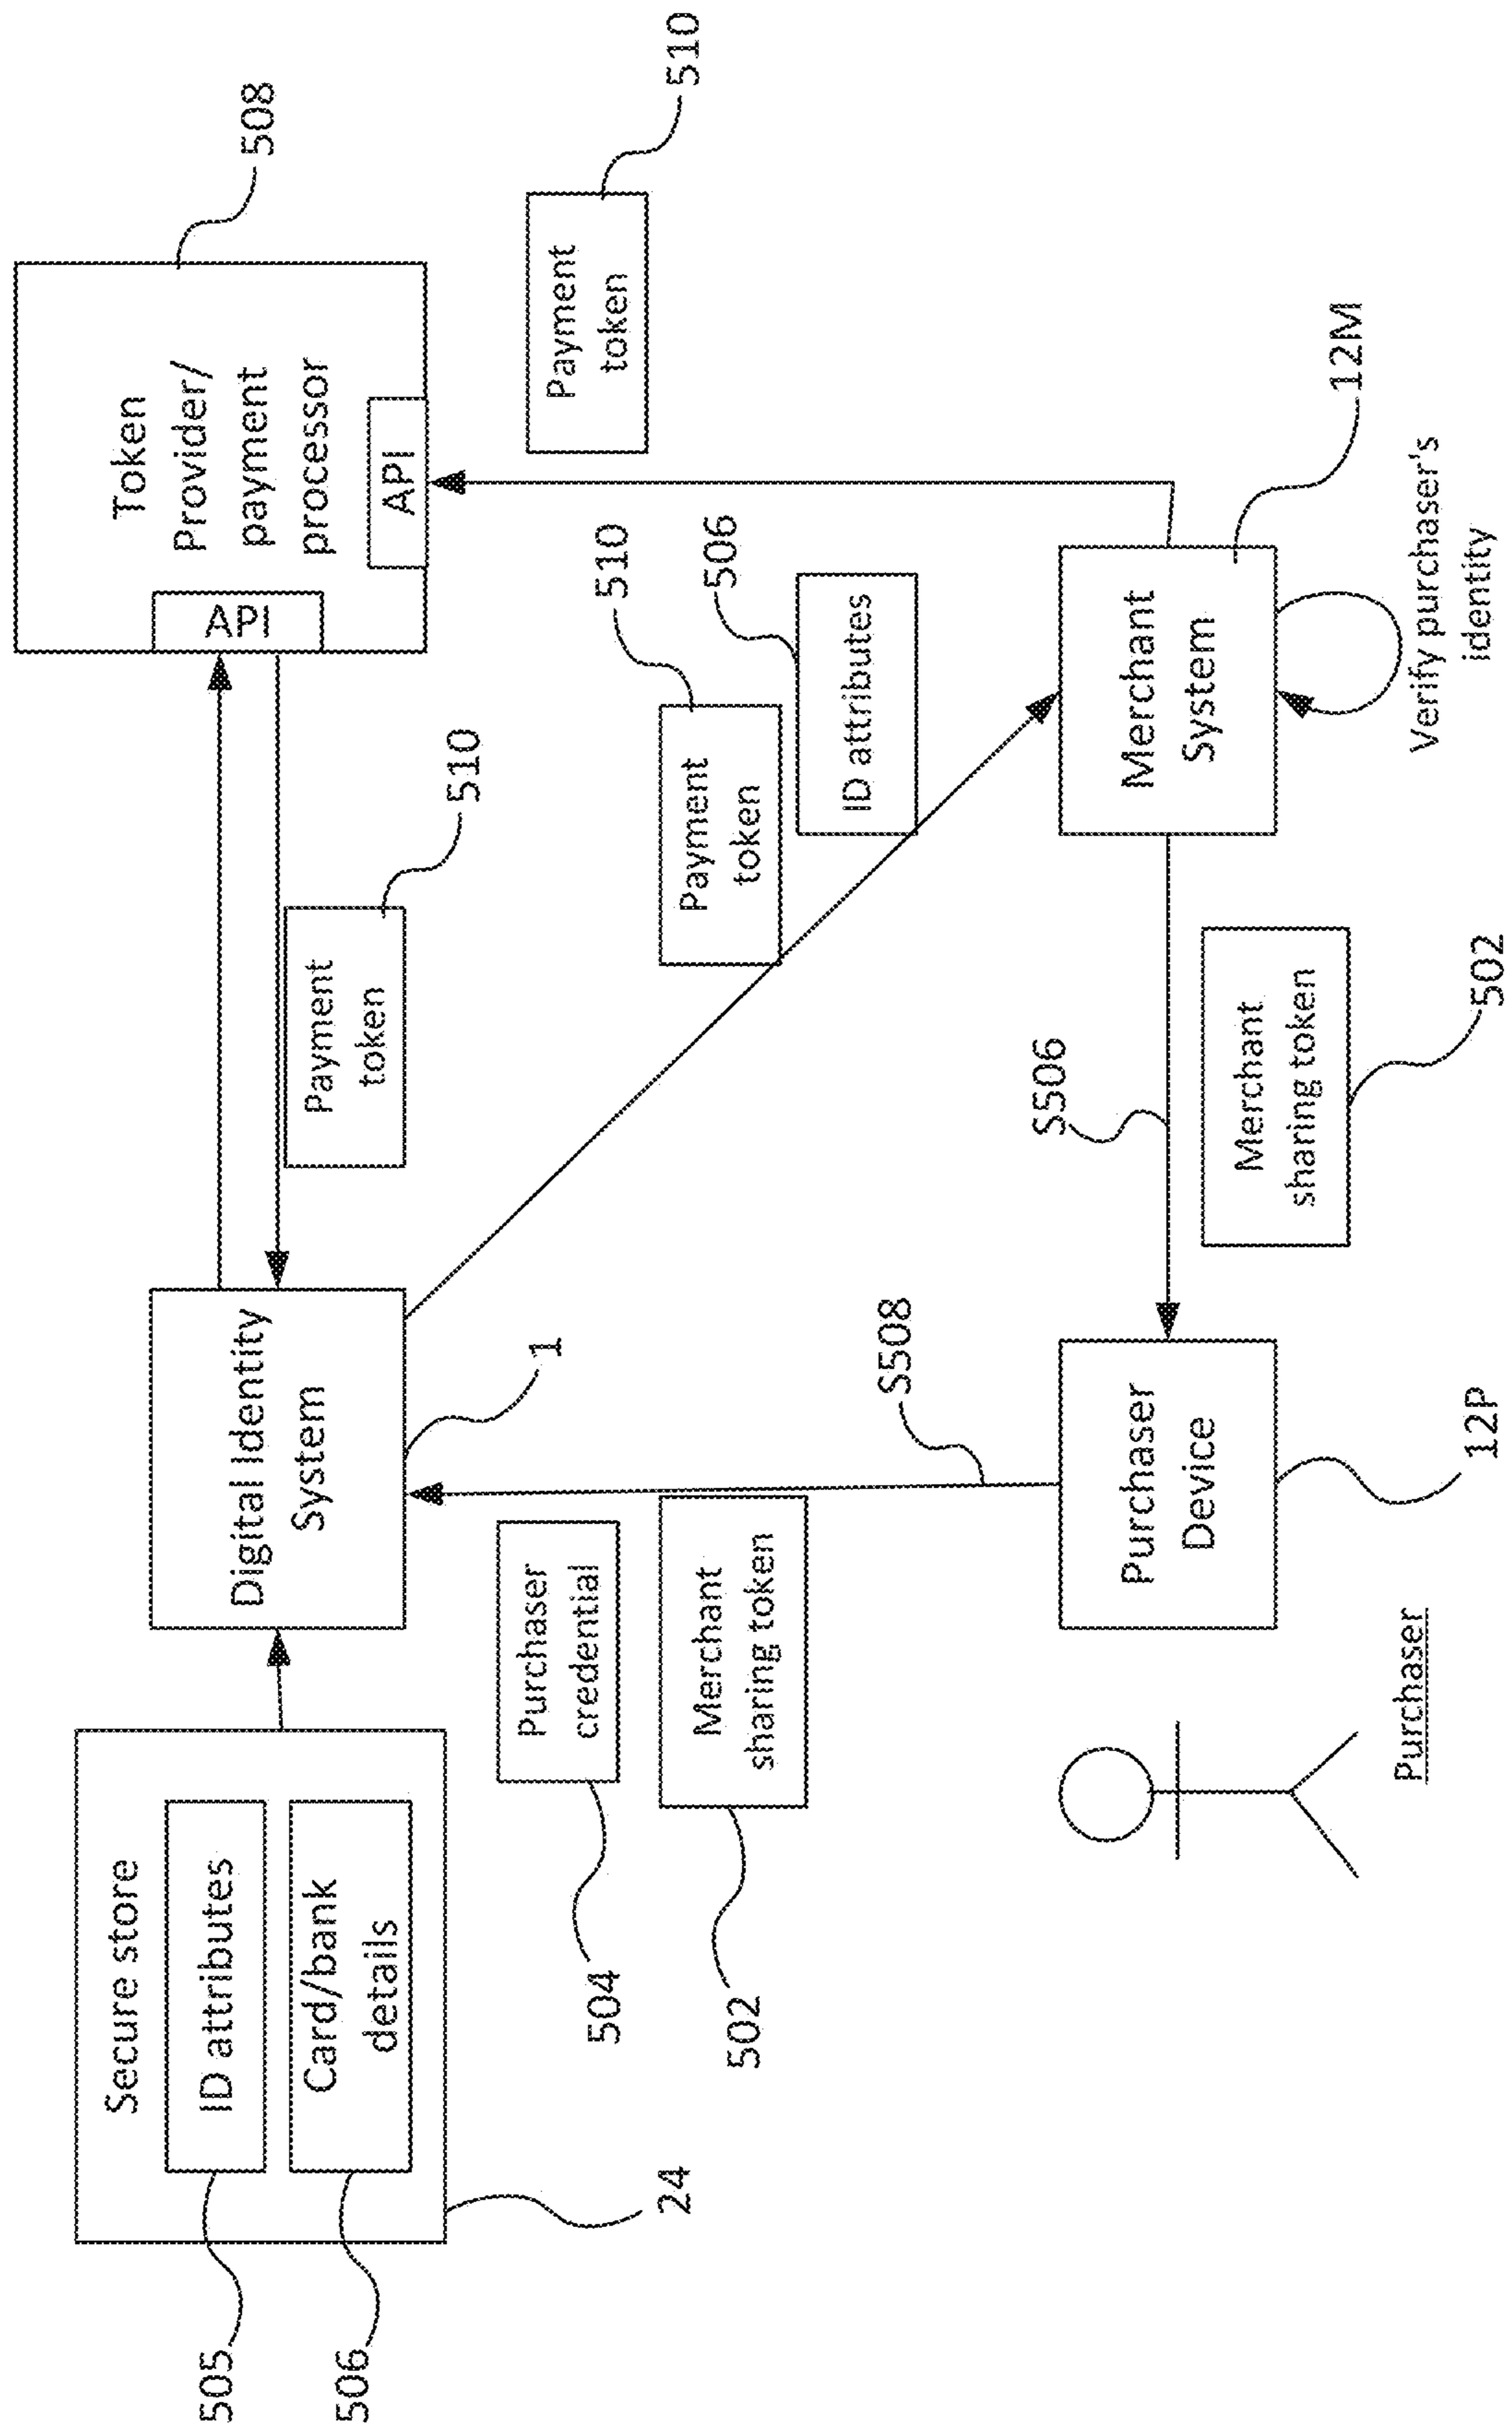 Secure store
ID attributes
Card/bank
details
505
506
24
Digital Identity
System
1
Token
Provider/
payment
processor
API
API
508
Payment
token
510
Payment
token
510
Purchaser
credential
504
Merchant
sharing token
502
Payment
token
510
ID attributes
506
S508
S506
Purchaser
Device
12P
Merchant
System
12M
Merchant
sharing token
502
Purchaser
Verify purchaser's
identity